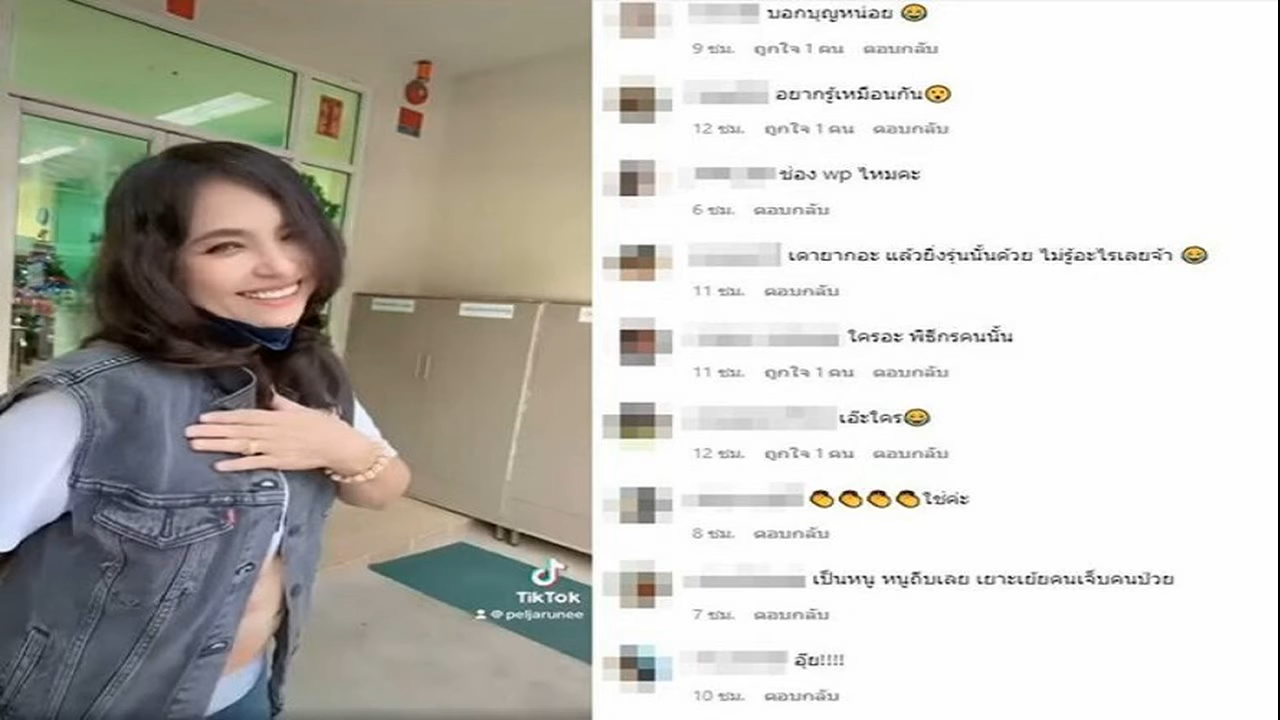 TikTok
@peljarunee
บอกบุญหน่อย 😂
9 ชม. ถูกใจ 1 คน ตอบกลับ
อยากรู้เหมือนกัน😮
12 ชม. ถูกใจ 1 คน ตอบกลับ
ช่อง wp ไหมคะ
6 ชม. ตอบกลับ
เดายากอะ แล้วยิ่งรุ่นนั้นด้วย ไม่รู้อะไรเลยจ้า 😂
11 ชม. ตอบกลับ
ใครอะ พิธีกรคนนั้น
11 ชม. ถูกใจ 1 คน ตอบกลับ
เอ๊ะใคร😂
12 ชม. ถูกใจ 1 คน ตอบกลับ
👏👏👏👏ใช่ค่ะ
8 ชม. ตอบกลับ
เป็นหนู หนูถีบเลย เยาะเย้ยคนเจ็บคนป่วย
7 ชม. ตอบกลับ
อุ๊ย!!!!
10 ชม. ตอบกลับ